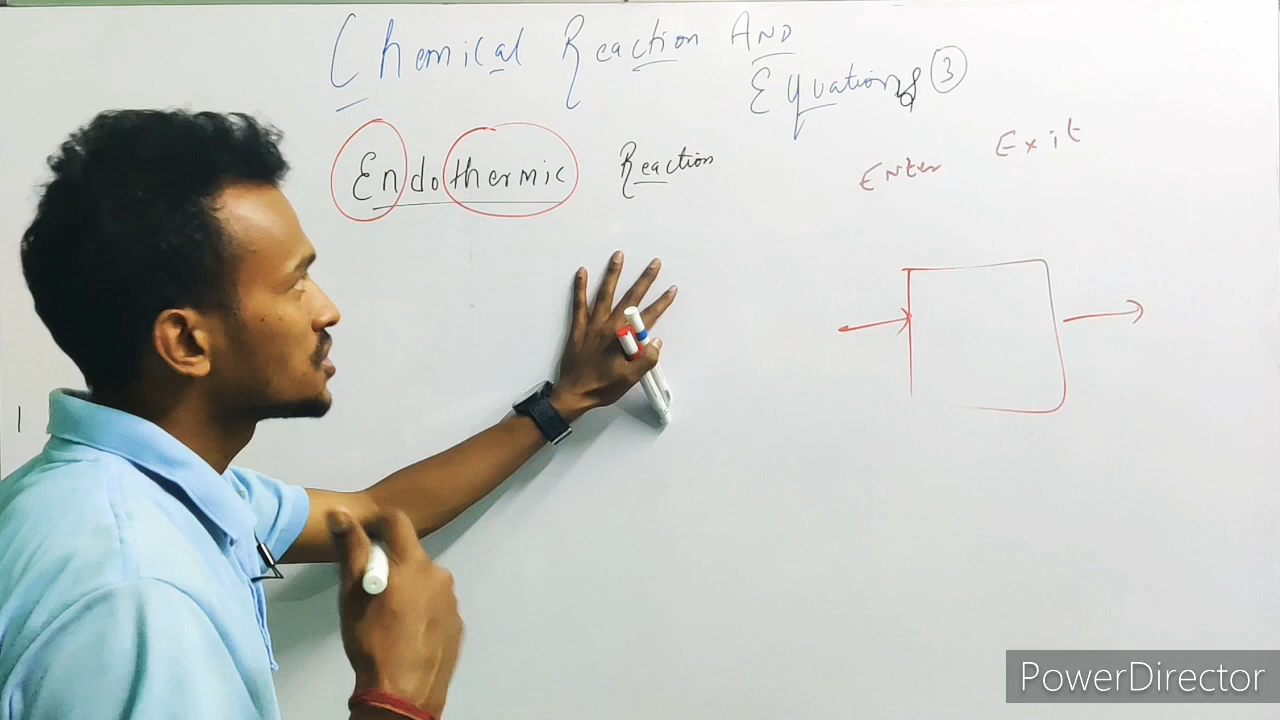 Chemical Reaction AND
Equations 3
Endothermic Reaction
ENter Exit
PowerDirector